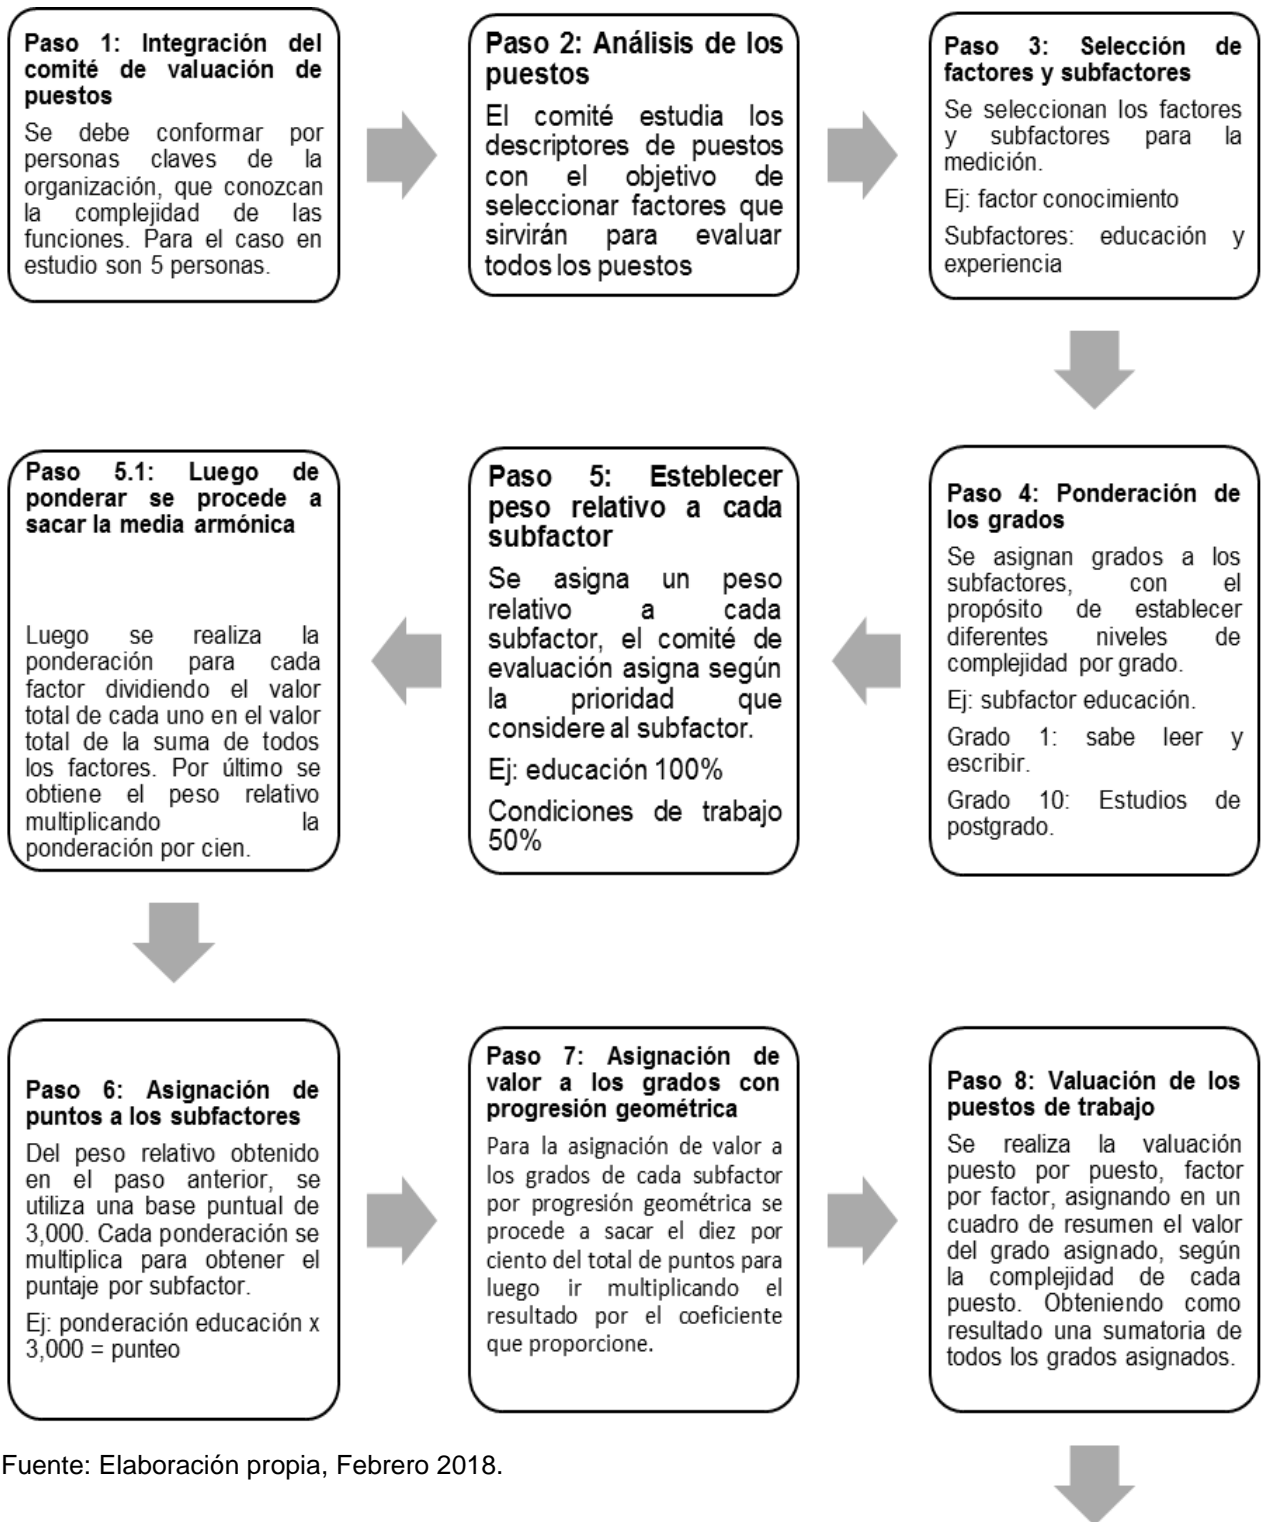 Paso 1: Integración del
comité de valuación de
puestos
Se debe conformar por
personas claves de la
organización, que conozcan
la complejidad de las
funciones. Para el caso en
estudio son 5 personas.
Paso 2: Análisis de los
puestos
El comité estudia los
descriptores de puestos
con el objetivo de
seleccionar factores que
sirvirán para evaluar
todos los puestos
Paso 3: Selección de
factores y subfactores
Se seleccionan los factores
y subfactores para la
medición.
Ej: factor conocimiento
Subfactores: educación y
experiencia
Paso 4: Ponderación de
los grados
Se asignan grados a los
subfactores, con el
propósito de establecer
diferentes niveles de
complejidad por grado.
Ej: subfactor educación.
Grado 1: sabe leer y
escribir.
Grado 10: Estudios de
postgrado.
Paso 5: Esteblecer
peso relativo a cada
subfactor
Se asigna un peso
relativo a cada
subfactor, el comité de
evaluación asigna según
la prioridad que
considere al subfactor.
Ej: educación 100%
Condiciones de trabajo
50%
Paso 5.1: Luego de
ponderar se procede a
sacar la media armónica
Luego se realiza la
ponderación para cada
factor dividiendo el valor
total de cada uno en el valor
total de la suma de todos
los factores. Por último se
obtiene el peso relativo
multiplicando la
ponderación por cien.
Paso 6: Asignación de
puntos a los subfactores
Del peso relativo obtenido
en el paso anterior, se
utiliza una base puntual de
3,000. Cada ponderación se
multiplica para obtener el
puntaje por subfactor.
Ej: ponderación educación x
3,000 = punteo
Paso 7: Asignación de
valor a los grados con
progresión geométrica
Para la asignación de valor a
los grados de cada subfactor
por progresión geométrica se
procede a sacar el diez por
ciento del total de puntos para
luego ir multiplicando el
resultado por el coeficiente
que proporcione.
Paso 8: Valuación de los
puestos de trabajo
Se realiza la valuación
puesto por puesto, factor
por factor, asignando en un
cuadro de resumen el valor
del grado asignado, según
la complejidad de cada
puesto. Obteniendo como
resultado una sumatoria de
todos los grados asignados.
Fuente: Elaboración propia, Febrero 2018.